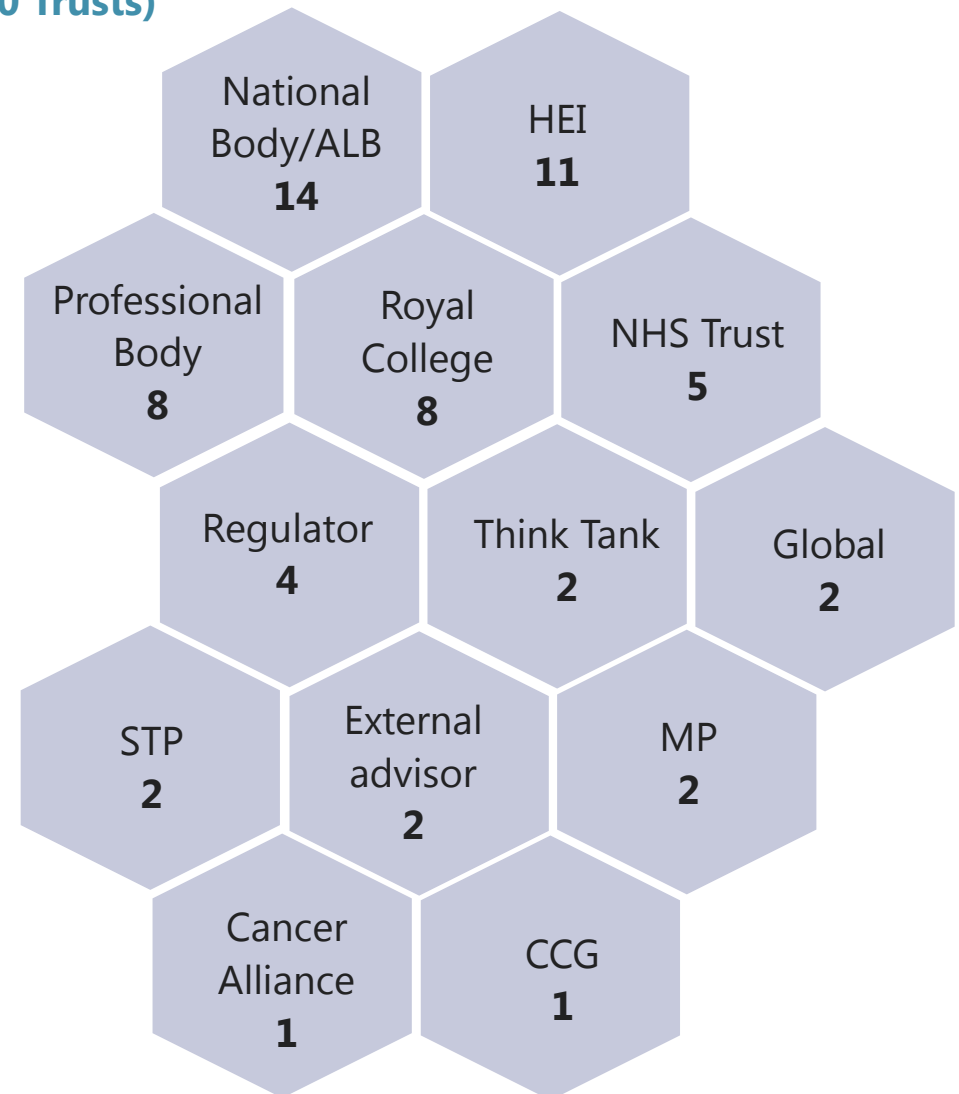 0 Trusts)
National
Body/ALB
14
HEI
11
Professional
Body
8
Royal
College
8
NHS Trust
5
Regulator
4
Think Tank
2
Global
2
STP
2
External
advisor
2
MP
2
Cancer
Alliance
1
CCG
1